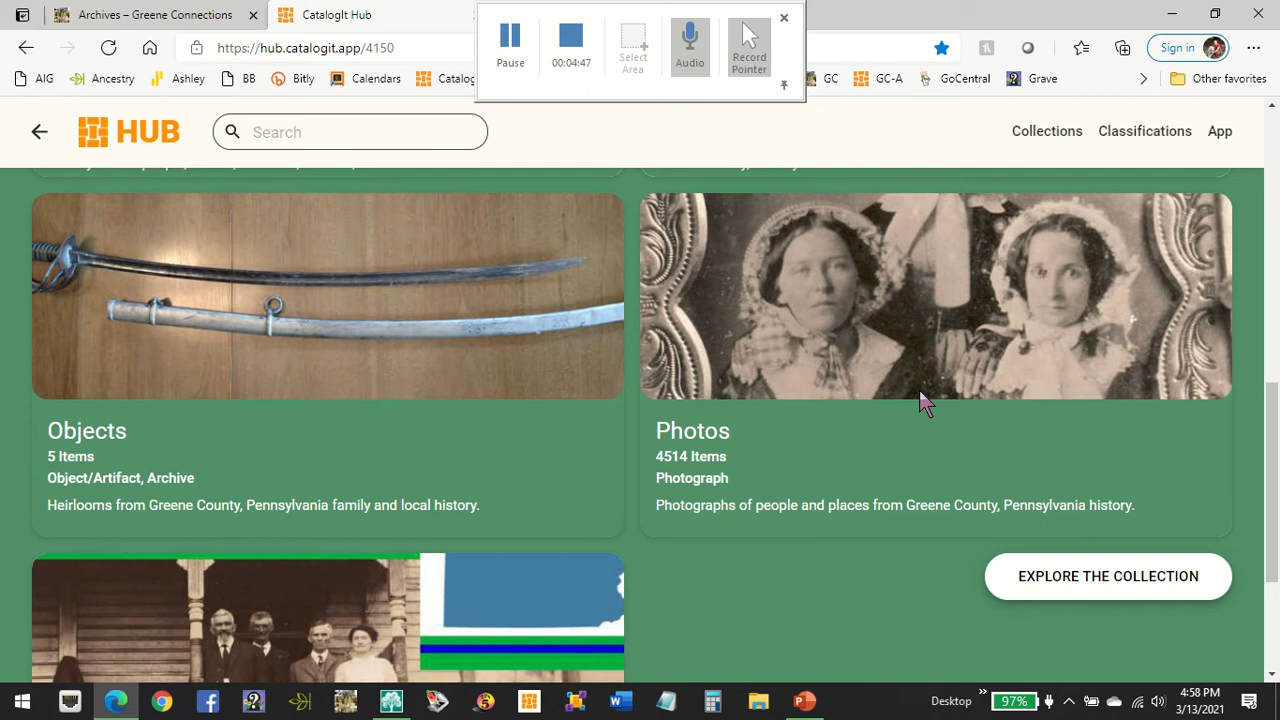 Archives – Greene Connections
CatalogIt Hub
https://hub.catalogit.app/4150
Sign in
Pause
00:04:47
Select
Area
Audio
Record
Pointer
AIG
Ancestry
Ashley
BB
Bitly
Calendars
Catalog
GC
GC-A
GoCentral
Grave
Other favorites
HUB
Search
Collections
Classifications
App
Objects
5 Items
Object/Artifact, Archive
Heirlooms from Greene County, Pennsylvania family and local history.
Photos
4514 Items
Photograph
Photographs of people and places from Greene County, Pennsylvania history.
EXPLORE THE COLLECTION
Desktop
97%
4:58 PM
3/13/2021